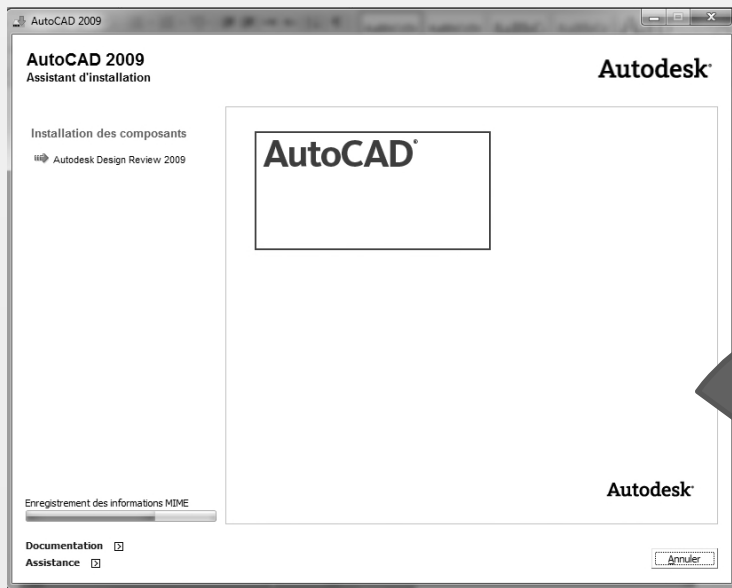 AutoCAD 2009
AutoCAD 2009
Assistant d'installation
Autodesk
Installation des composants
Autodesk Design Review 2009
AutoCAD®
Autodesk
Enregistrement des informations MIME
Documentation
Assistance
Annuler